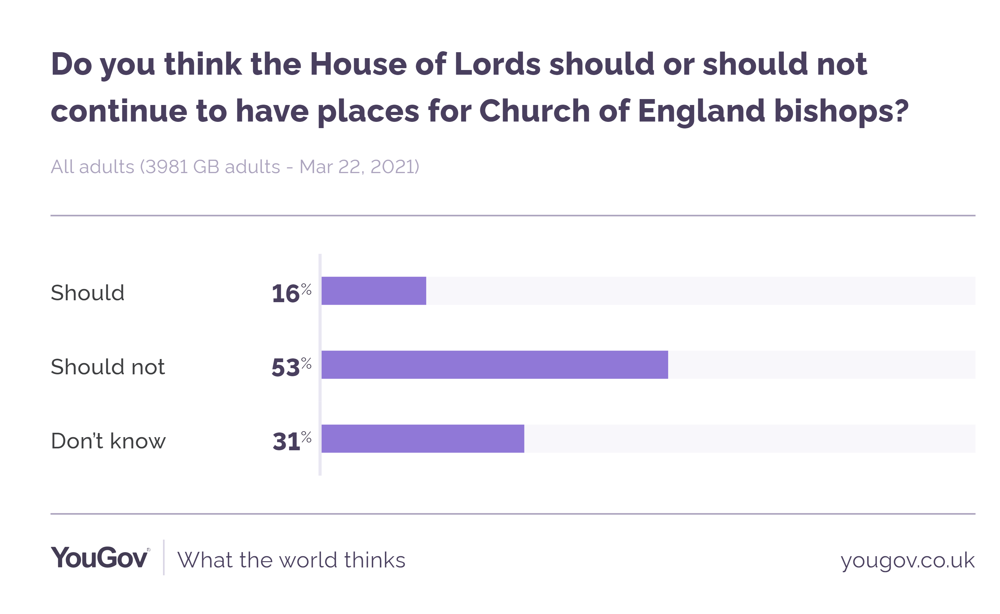 Do you think the House of Lords should or should not
continue to have places for Church of England bishops?
All adults (3981 GB adults - Mar 22, 2021)
Should 16%
Should not 53%
Don't know 31%
YouGov What the world thinks yougov.co.uk